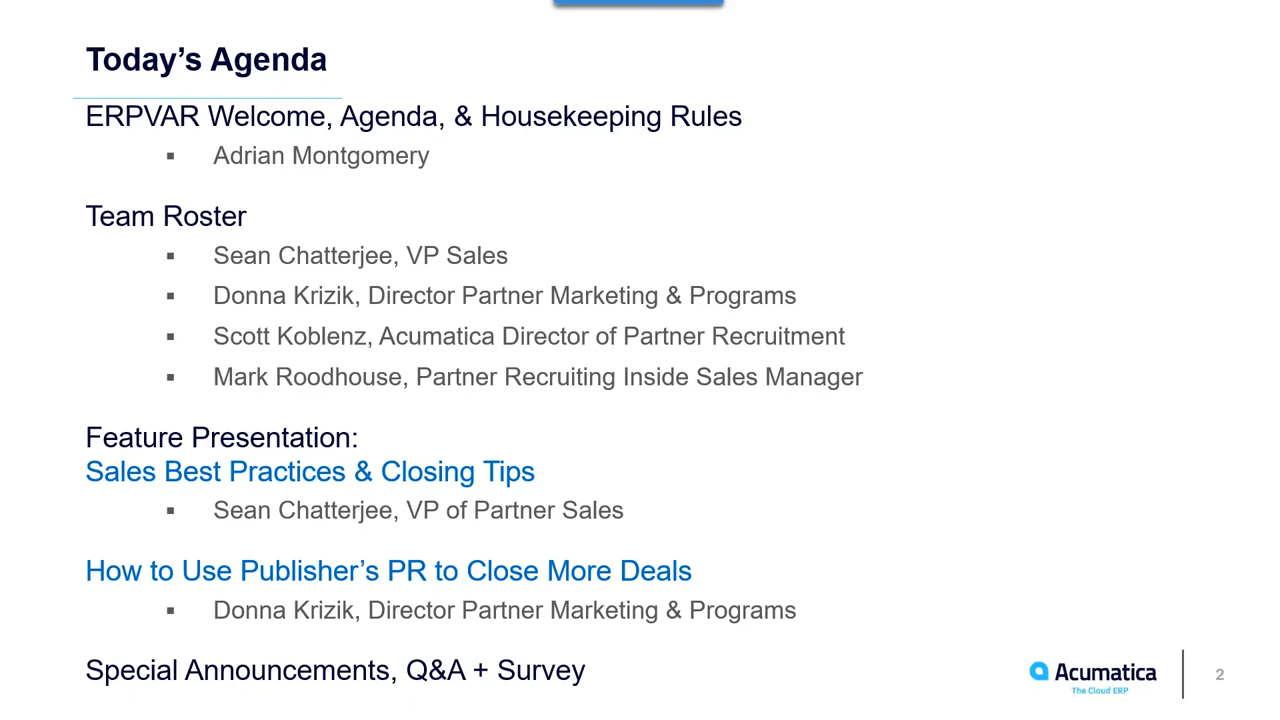 Today’s Agenda
ERPVAR Welcome, Agenda, & Housekeeping Rules
▪ Adrian Montgomery
Team Roster
▪ Sean Chatterjee, VP Sales
▪ Donna Krizik, Director Partner Marketing & Programs
▪ Scott Koblenz, Acumatica Director of Partner Recruitment
▪ Mark Roodhouse, Partner Recruiting Inside Sales Manager
Feature Presentation:
Sales Best Practices & Closing Tips
▪ Sean Chatterjee, VP of Partner Sales
How to Use Publisher’s PR to Close More Deals
▪ Donna Krizik, Director Partner Marketing & Programs
Special Announcements, Q&A + Survey
Acumatica
The Cloud ERP
2